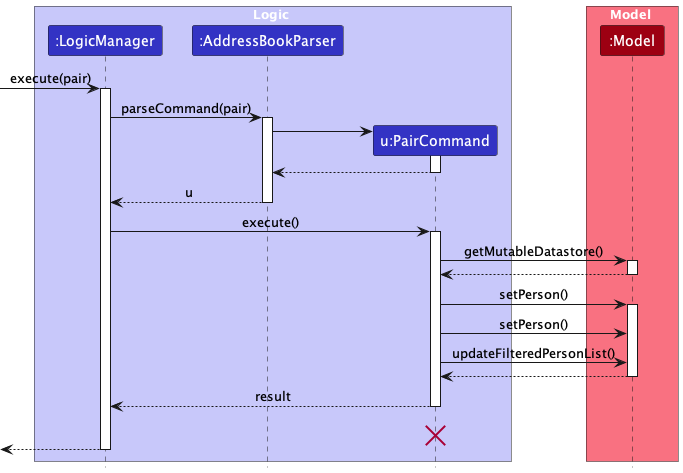 Logic
Model
:LogicManager
:AddressBookParser
:Model
execute(pair)
parseCommand(pair)
u:PairCommand
u
execute()
getMutableDatastore()
setPerson()
setPerson()
updateFilteredPersonList()
result